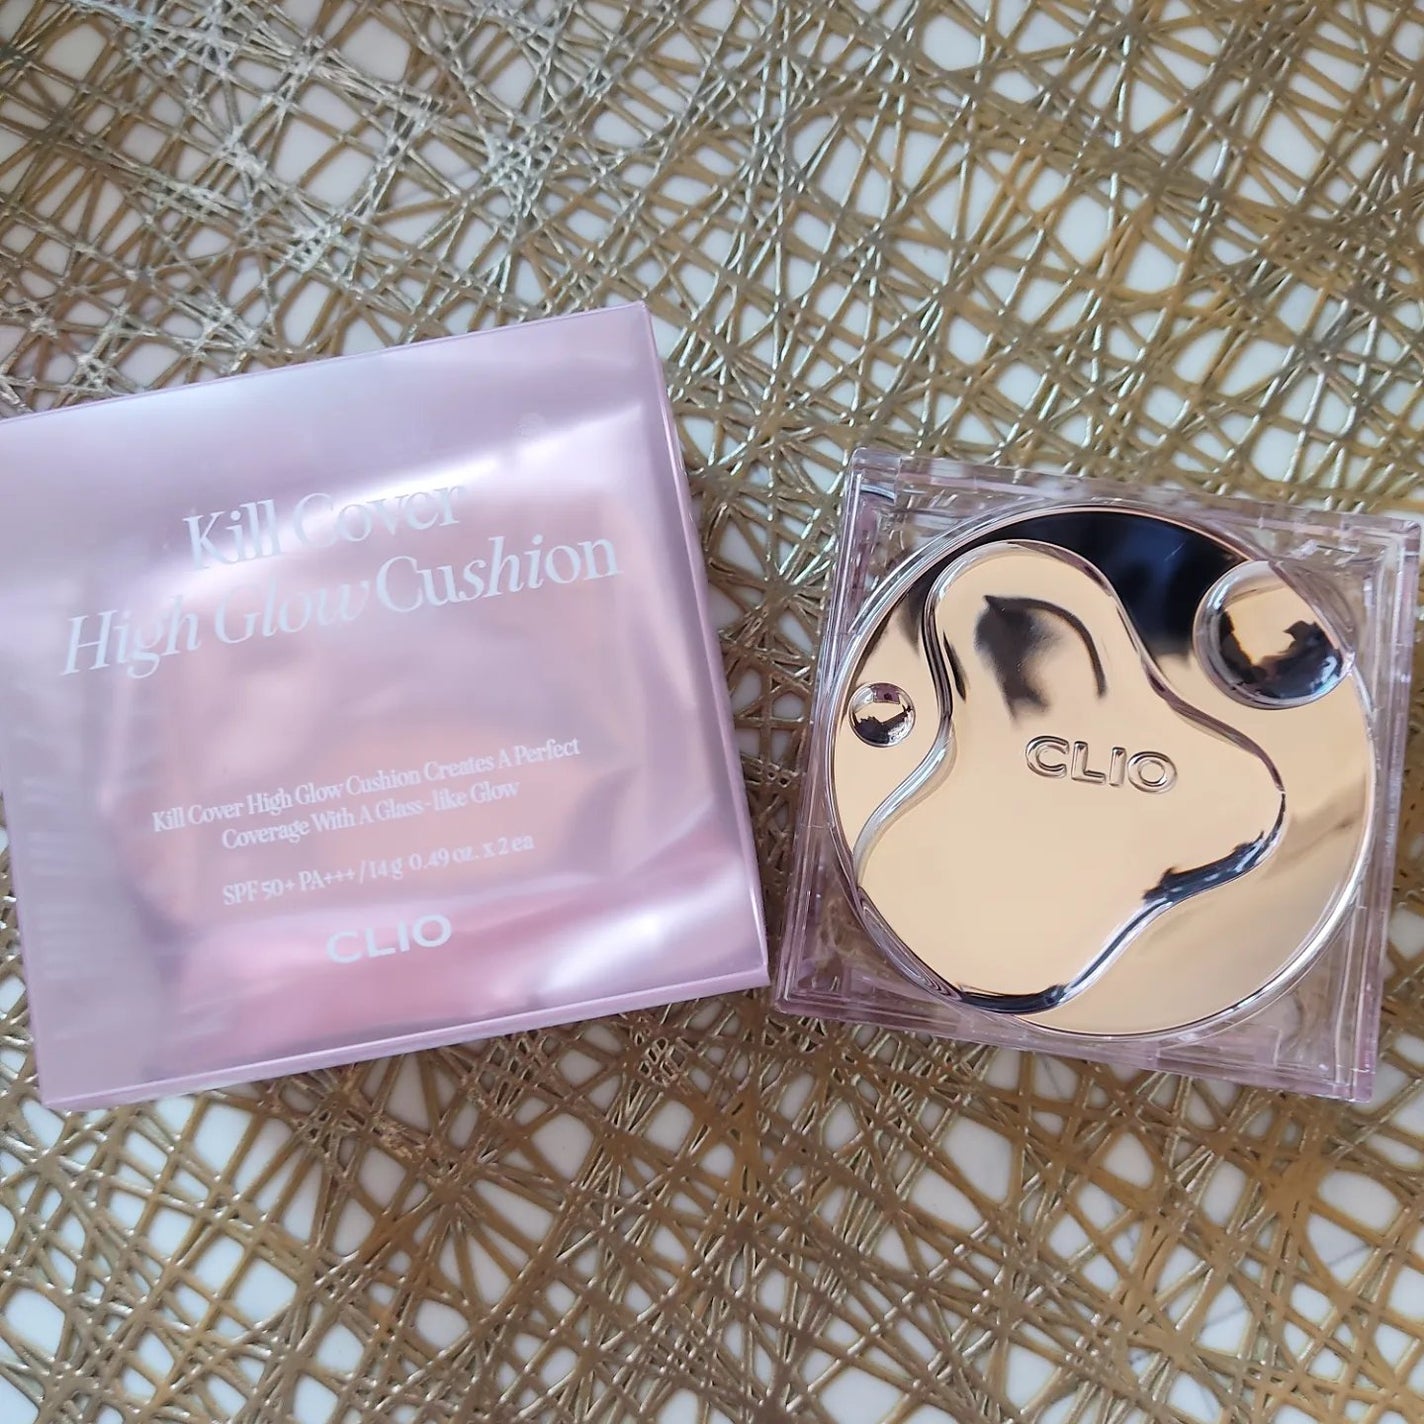 Kill Cover
High Glow Cushion
Kill Cover High Glow Cushion Creates A Perfect
Coverage With A Glass-like Glow
SPF 50+ PA+++ / 14 g 0.49 oz. x 2 ea
CLIO
CLIO